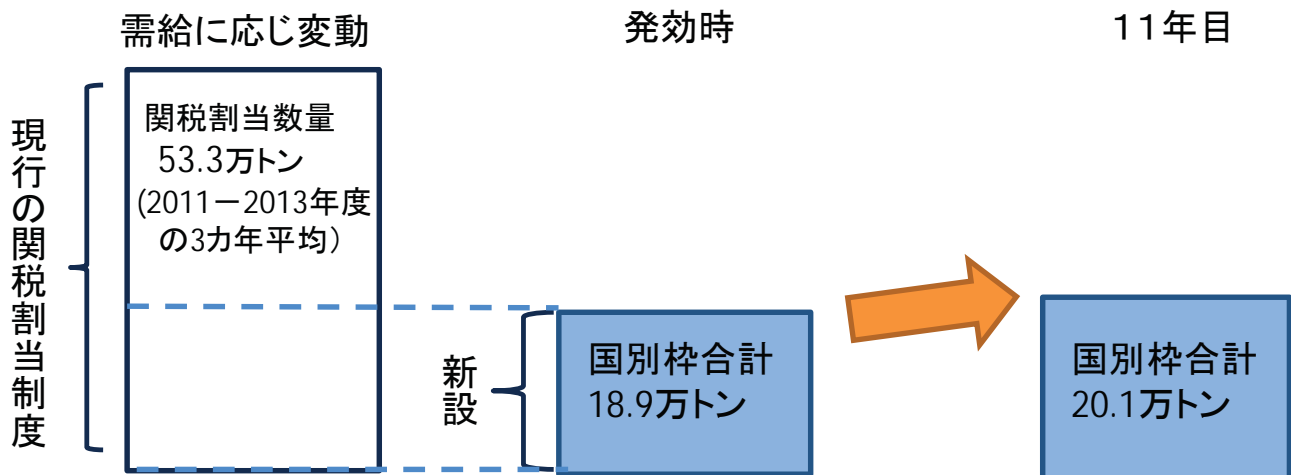 需給に応じ変動
発効時
11年目
現行の関税割当制度
関税割当数量
53.3万トン
(2011－2013年度
の3カ年平均)
新設
国別枠合計
18.9万トン
国別枠合計
20.1万トン